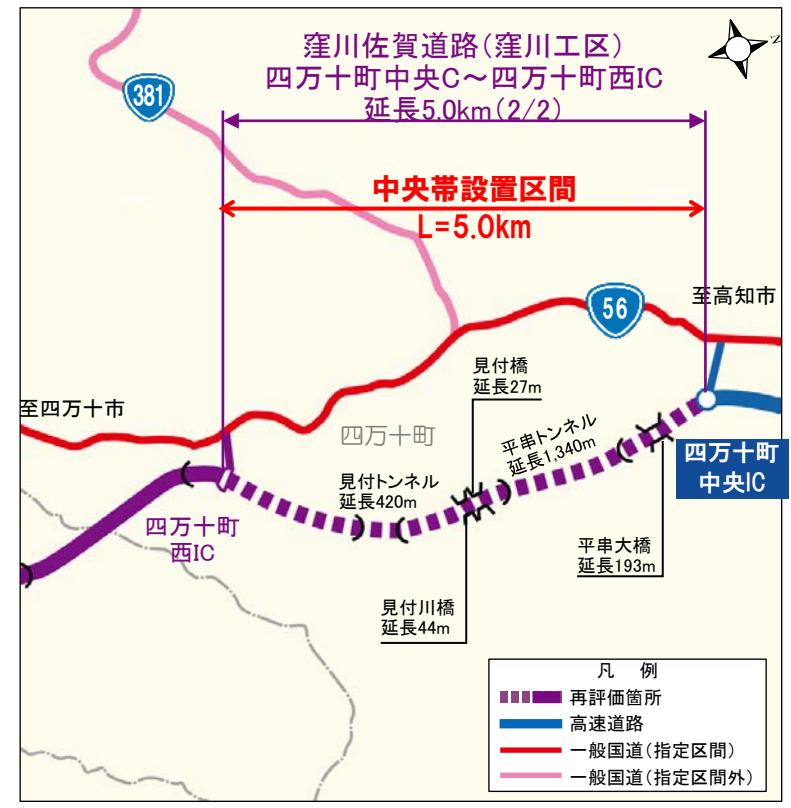 窪川佐賀道路(窪川工区)
四万十町中央C～四万十町西IC
延長5.0km(2/2)
N
381
中央帯設置区間
L=5.0km
56
至高知市
見付橋
延長27m
至四万十市
四万十町
平串トンネル
延長1,340m
四万十町
中央IC
見付トンネル
延長420m
四万十町
西IC
平串大橋
延長193m
見付川橋
延長44m
凡 例
再評価箇所
高速道路
一般国道(指定区間)
一般国道(指定区間外)